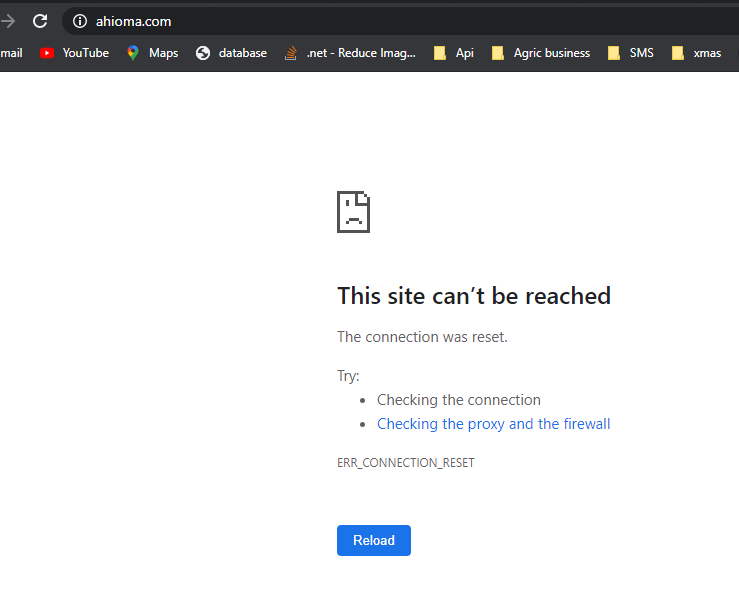 ahioma.com
mail YouTube Maps database .net - Reduce Imag... Api Agric business SMS xmas
This site can’t be reached
The connection was reset.
Try:
• Checking the connection
• Checking the proxy and the firewall
ERR_CONNECTION_RESET
Reload